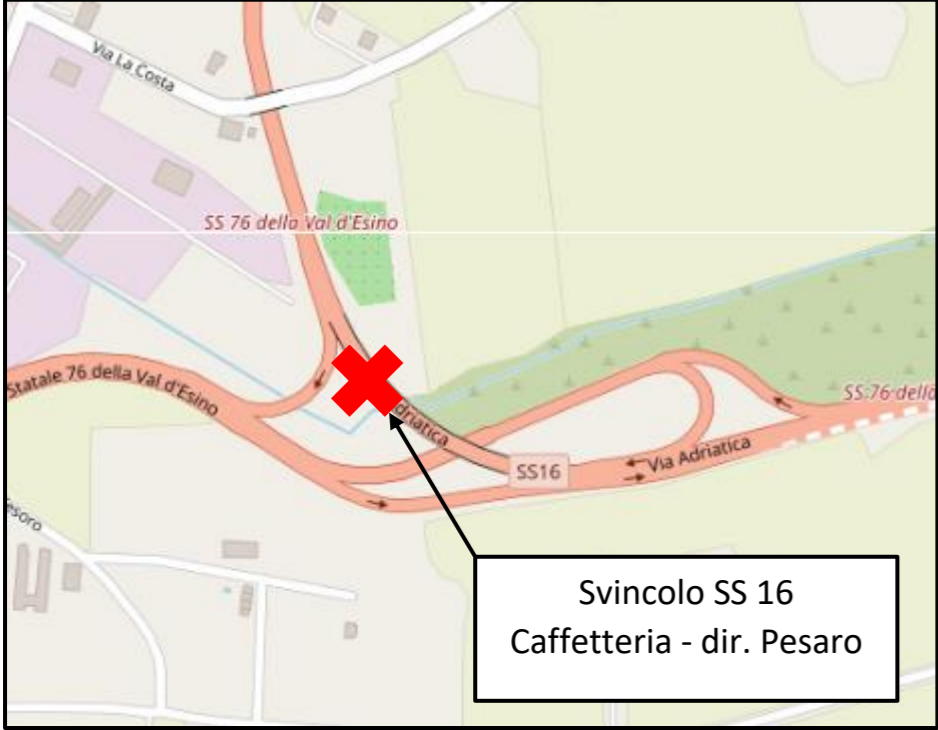 Via La Costa
SS 76 della Val d'Esino
Statale 76 della Val d'Esino
SS 76 della
driatica
Via Adriatica
SS16
esoro
Svincolo SS 16
Caffetteria - dir. Pesaro